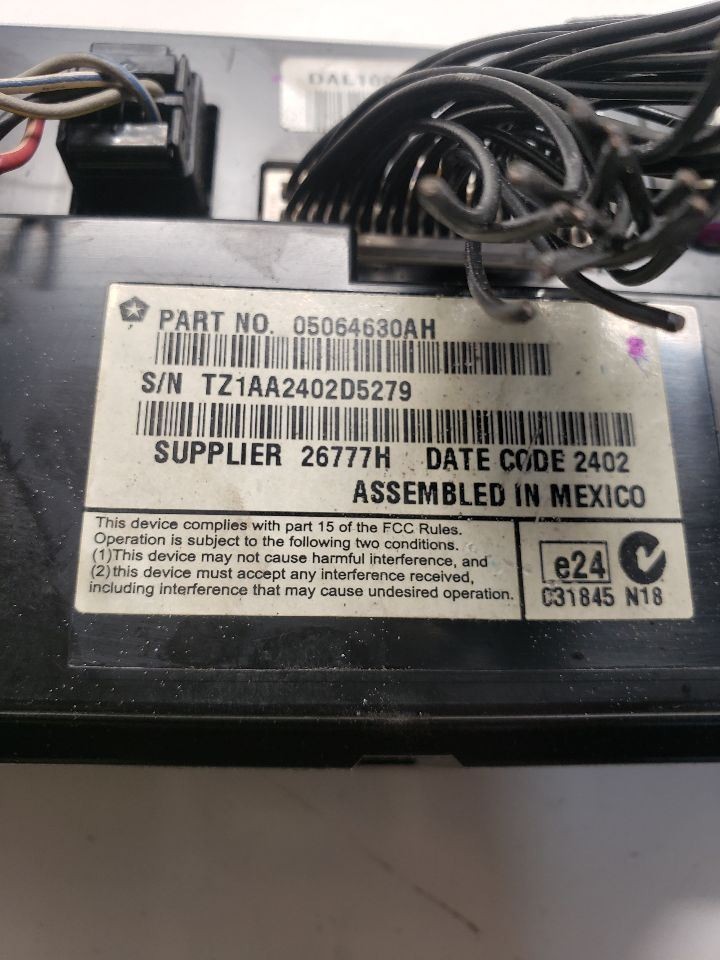 PART NO. 05064630AH
S/N TZ1AA2402D5279
SUPPLIER 26777H DATE CODE 2402
ASSEMBLED IN MEXICO
This device complies with part 15 of the FCC Rules.
Operation is subject to the following two conditions.
(1)This device may not cause harmful interference, and
(2)this device must accept any interference received,
including interference that may cause undesired operation.
e24
031845 N18